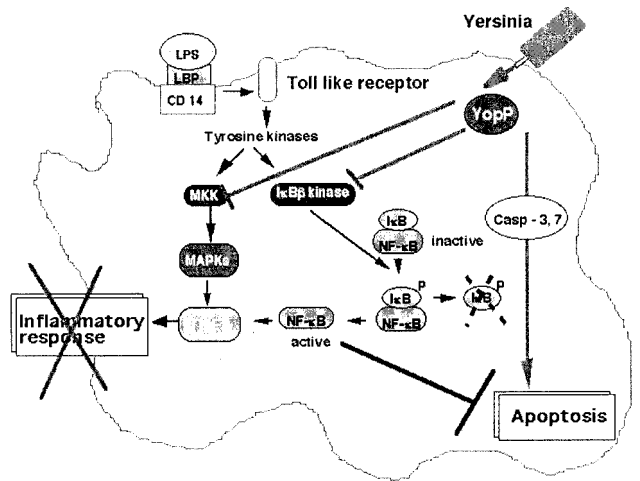 Yersinia
LPS
LBP
CD 14
Toll like receptor
YopP
Tyrosine kinases
MKK
IκBβ kinase
Casp - 3, 7
IκB
NF-κB
inactive
MAPKs
P
IκB
NF-κB
P
IκB
Inflammatory
response
NF-κB
active
Apoptosis